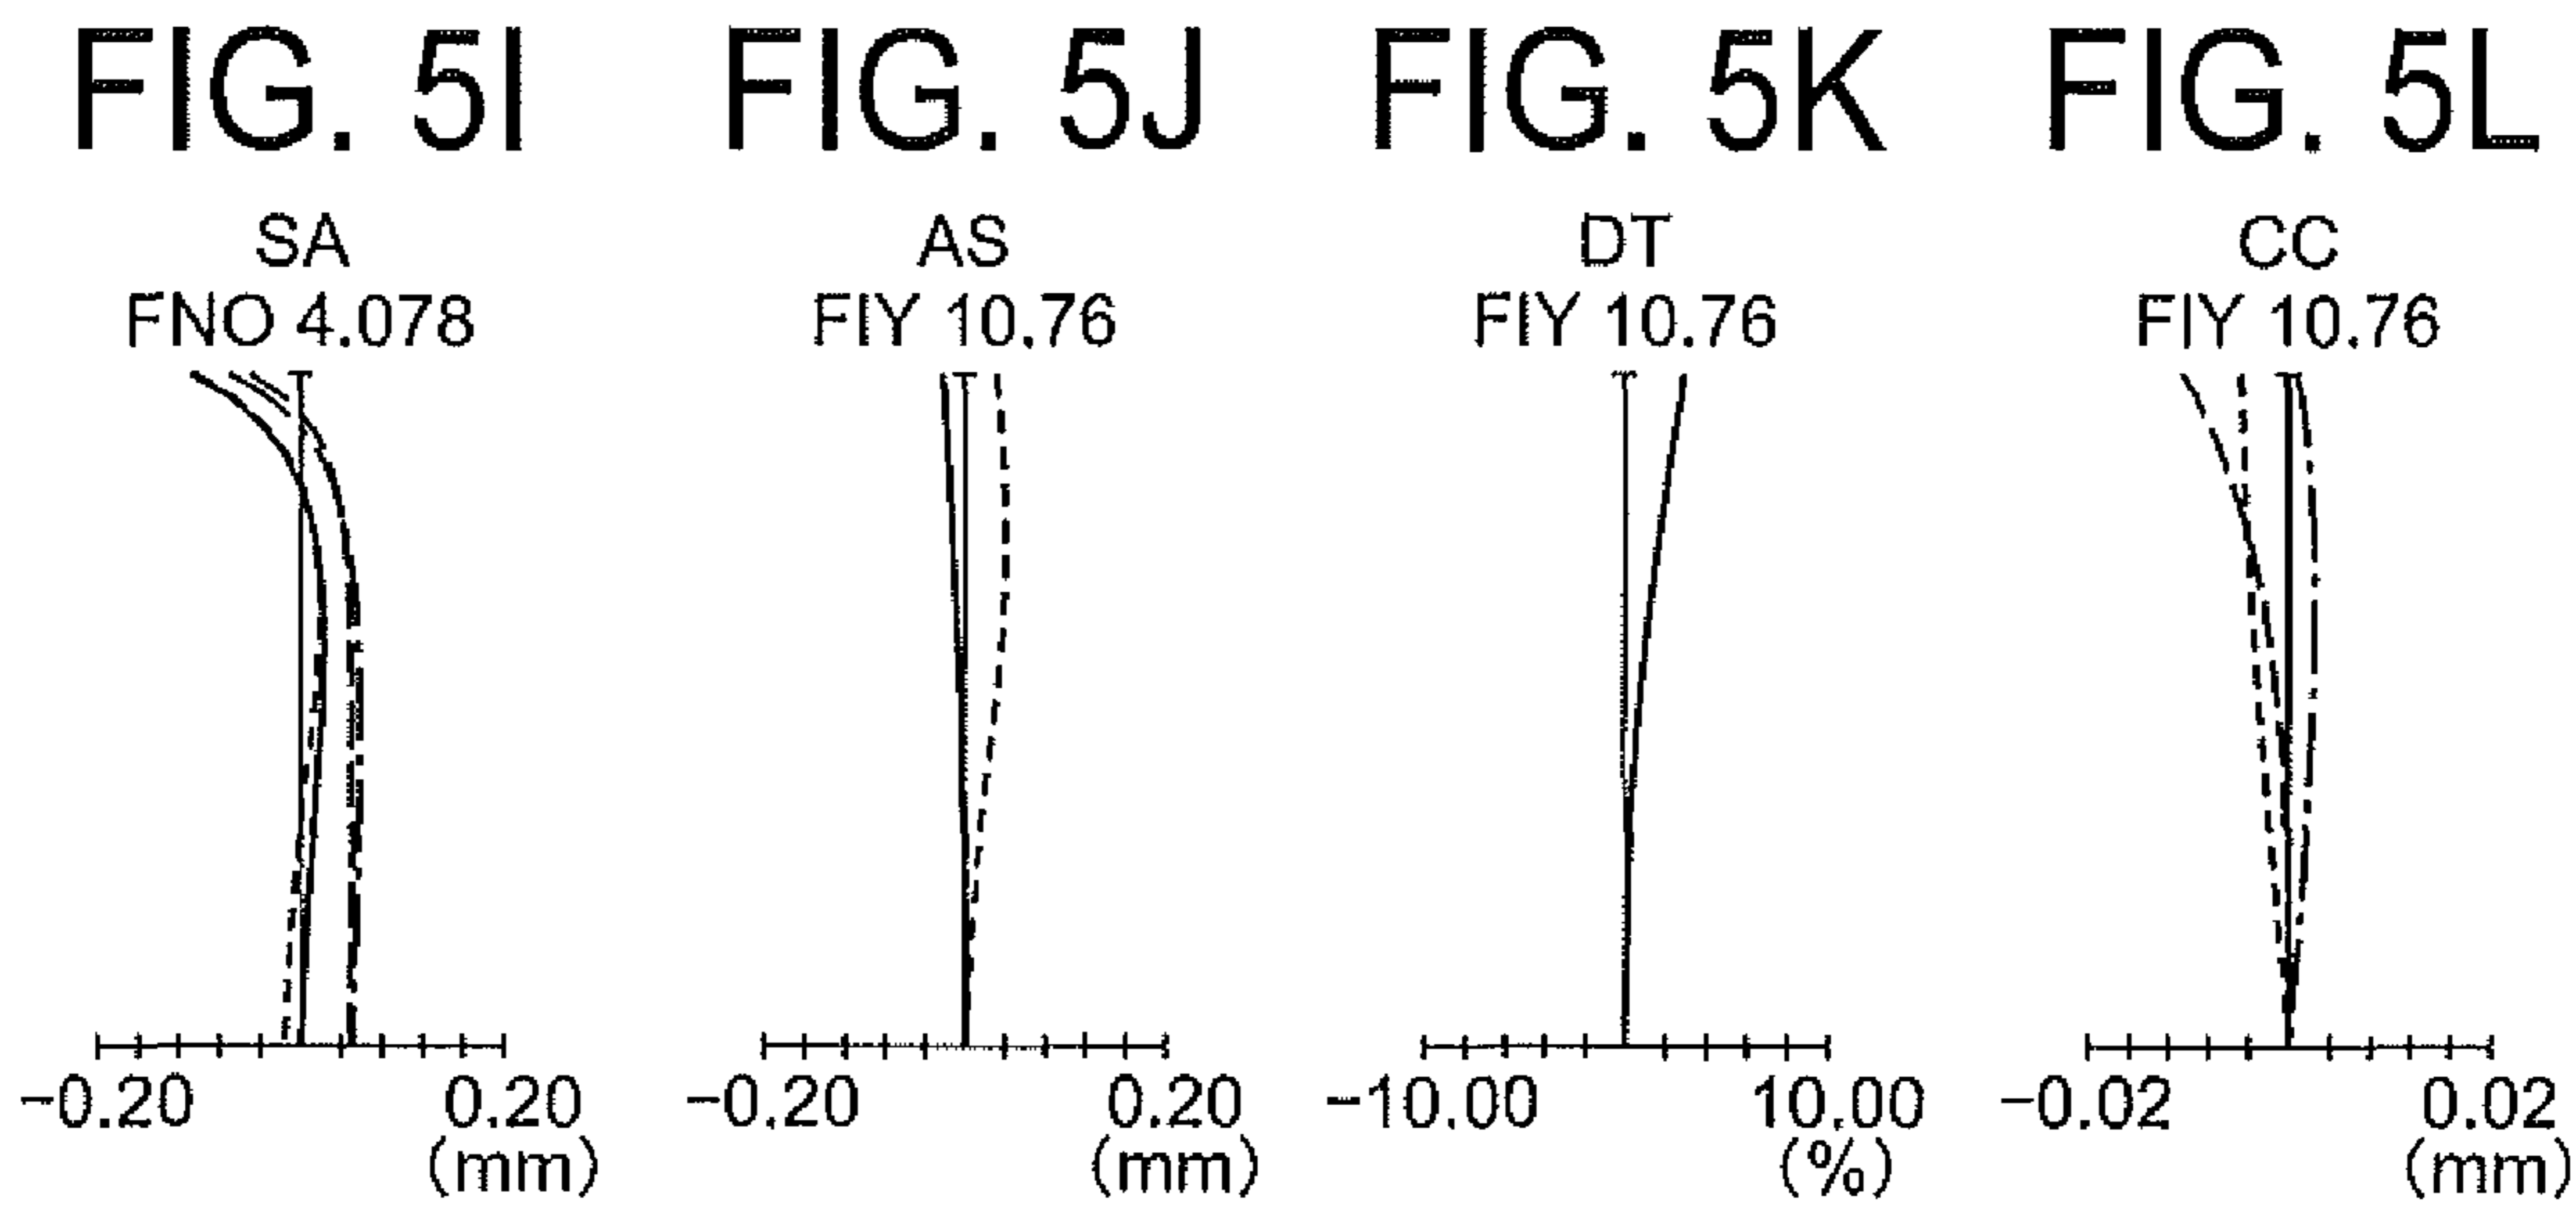 FIG. 5I FIG. 5J FIG. 5K FIG. 5L
SA AS DT CC
FNO 4.078 FIY 10.76 FIY 10.76 FIY 10.76
−0.20 0.20 −0.20 0.20 −10.00 10.00 −0.02 0.02
(mm) (mm) (%) (mm)